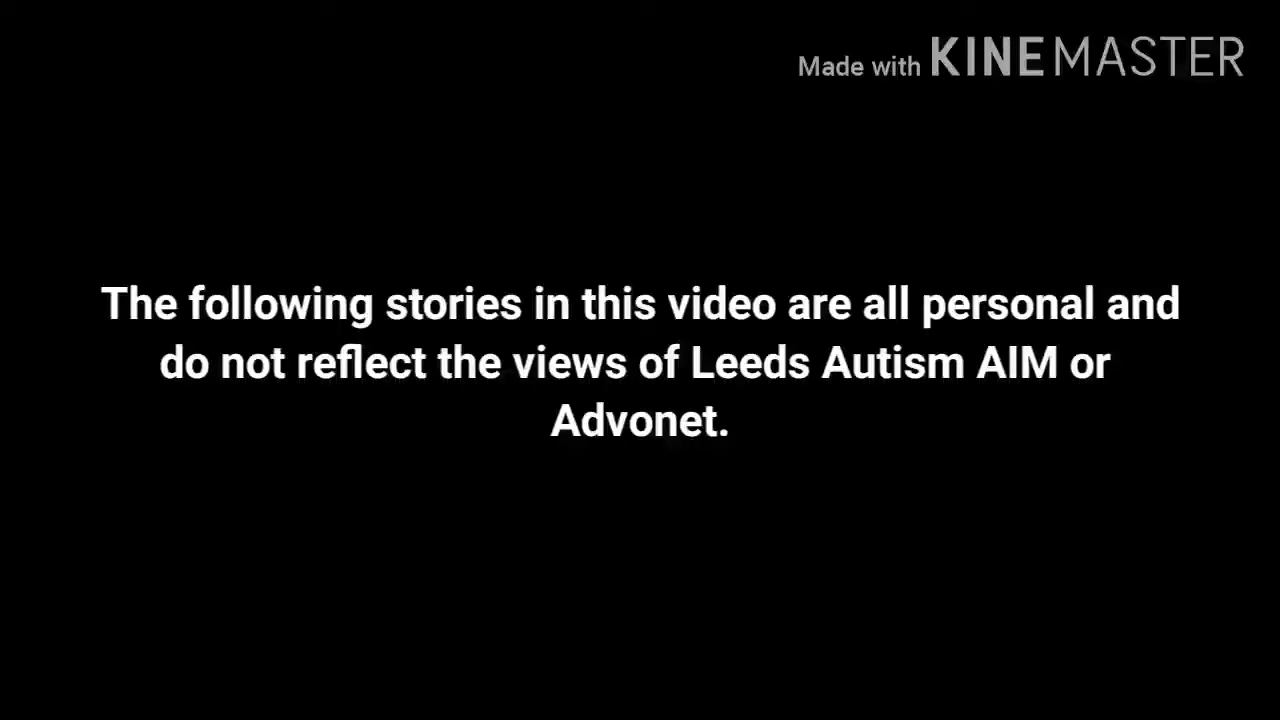 Made with KINEMASTER
The following stories in this video are all personal and
do not reflect the views of Leeds Autism AIM or
Advonet.